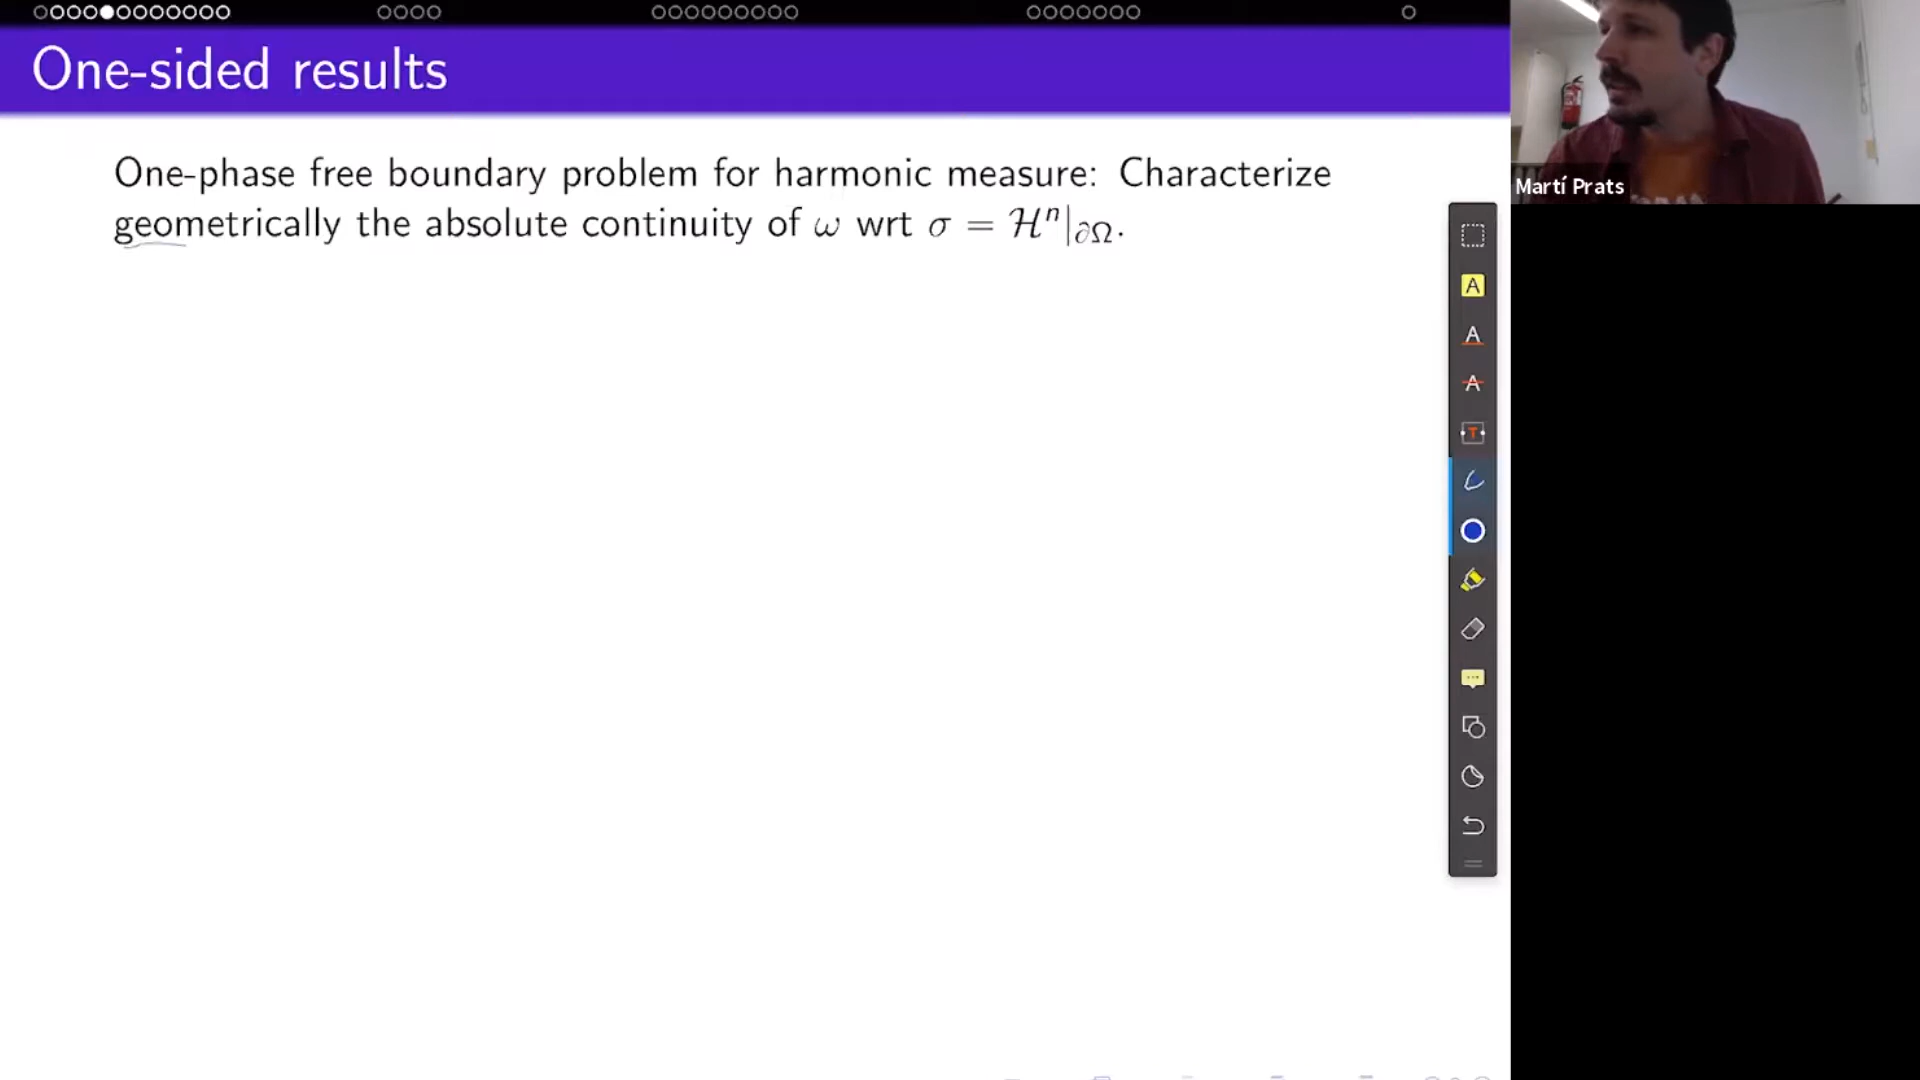 One-sided results
One-phase free boundary problem for harmonic measure: Characterize
geometrically the absolute continuity of ω wrt σ = ℋⁿ|∂Ω.
Martí Prats
A
A
A
T